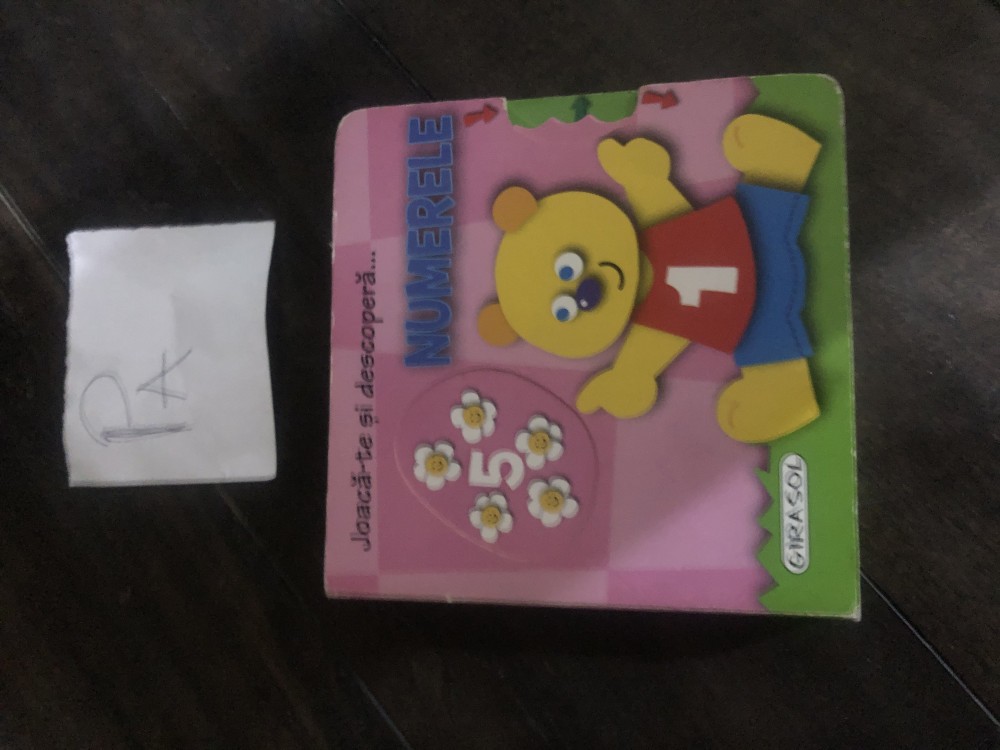 PA
Joacă-te și descoperă...
NUMERELE
5
1
GIRASOL